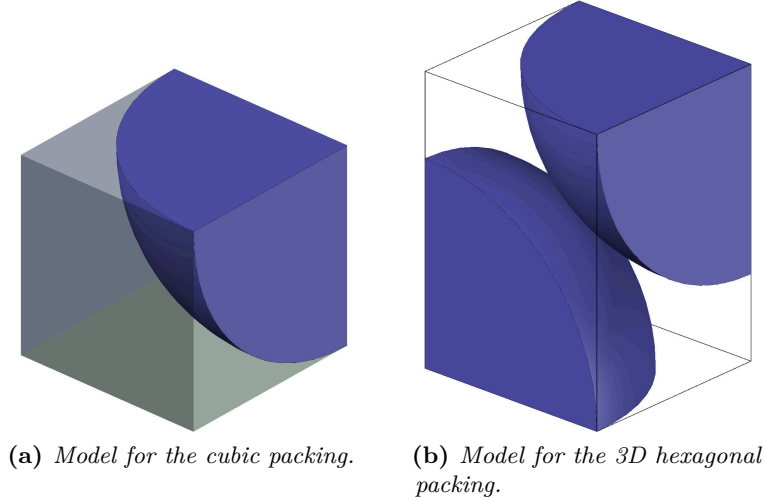 (a) Model for the cubic packing.
(b) Model for the 3D hexagonal
packing.